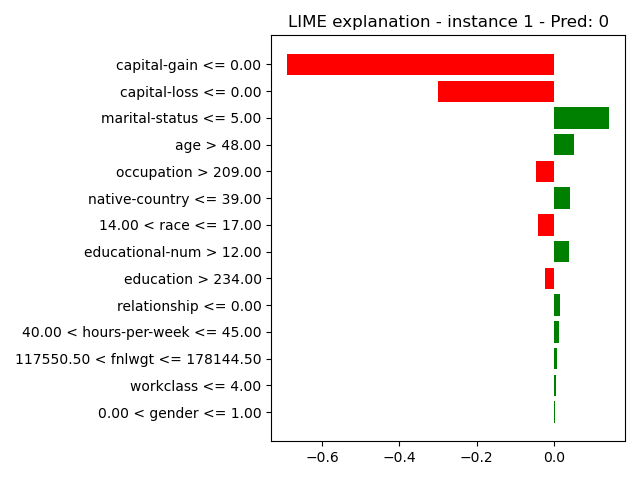 LIME explanation - instance 1 - Pred: 0
capital-gain <= 0.00
capital-loss <= 0.00
marital-status <= 5.00
age > 48.00
occupation > 209.00
native-country <= 39.00
14.00 < race <= 17.00
educational-num > 12.00
education > 234.00
relationship <= 0.00
40.00 < hours-per-week <= 45.00
117550.50 < fnlwgt <= 178144.50
workclass <= 4.00
0.00 < gender <= 1.00
−0.6 −0.4 −0.2 0.0